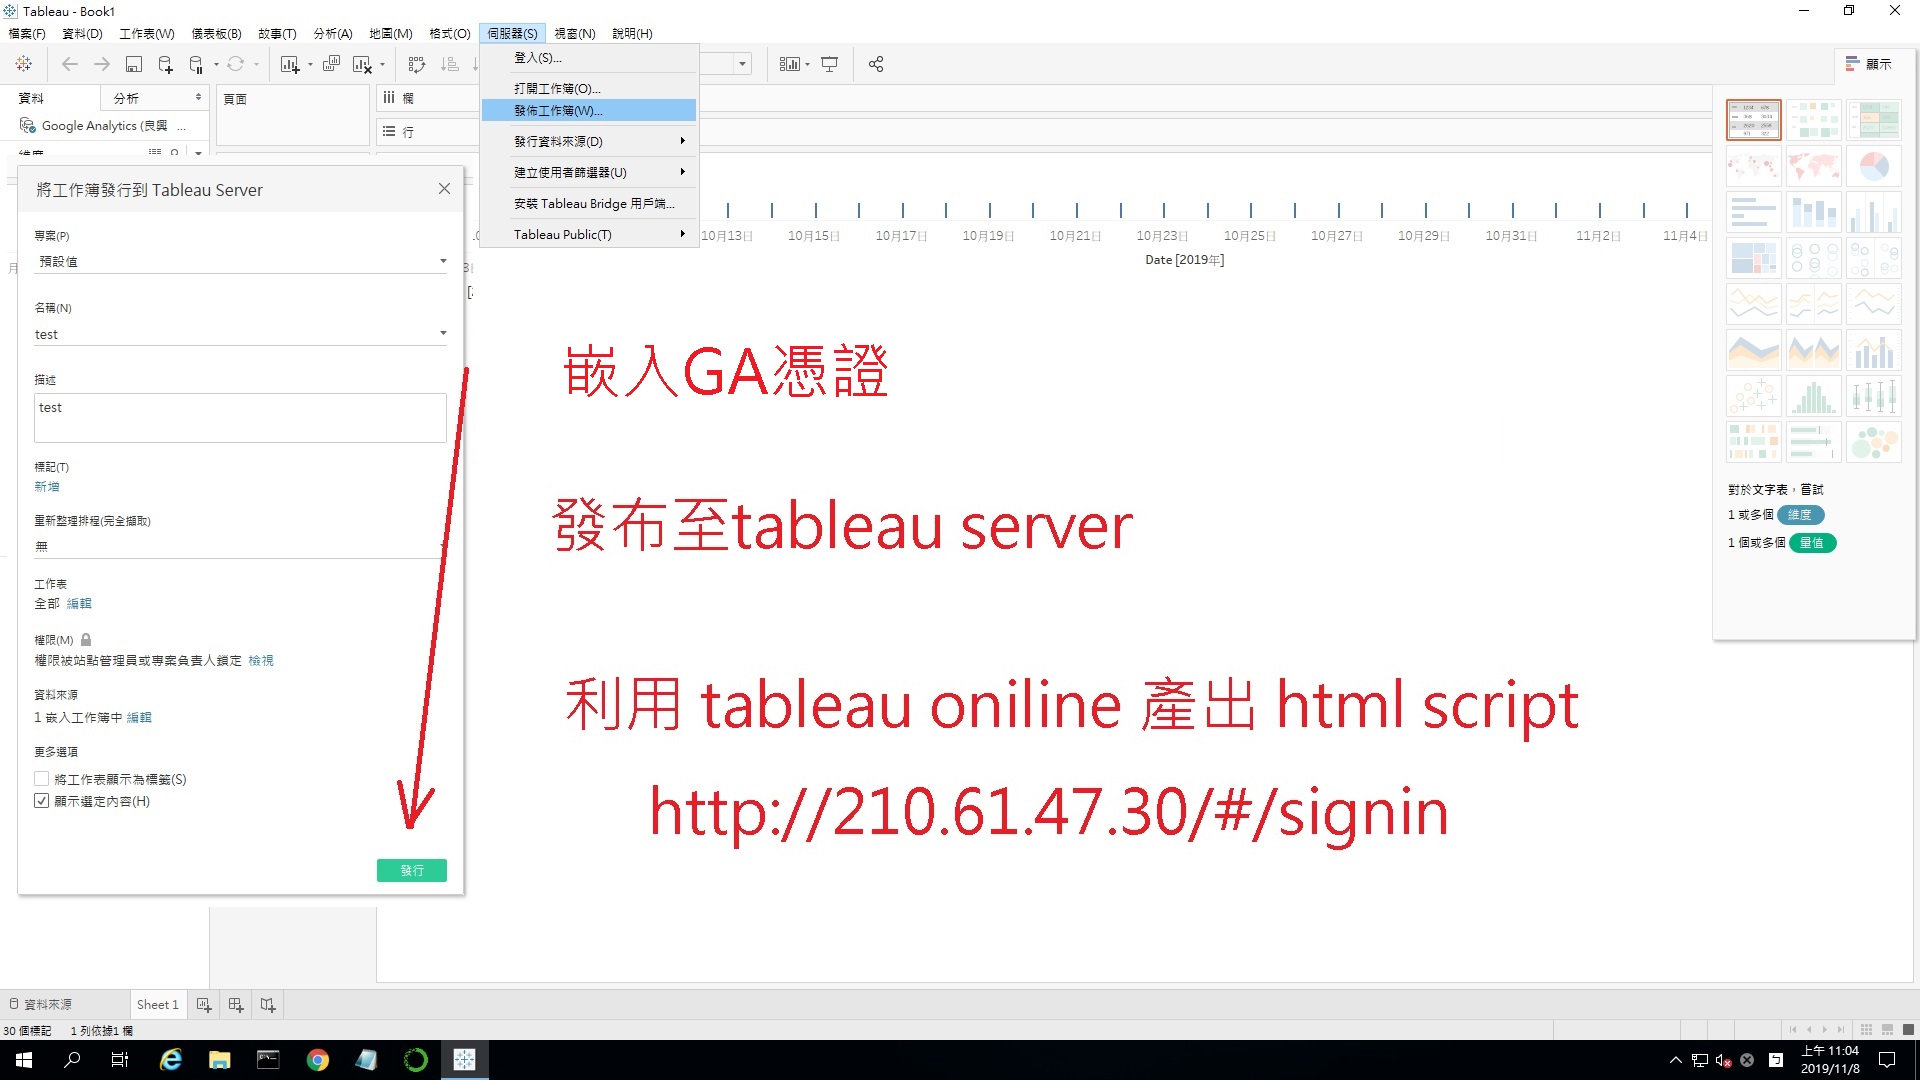 Tableau - Book1
檔案(F) 資料(D) 工作表(W) 儀表板(B) 故事(T) 分析(A) 地圖(M) 格式(O) 伺服器(S) 視窗(N) 說明(H)
登入(S)...
打開工作簿(O)...
發佈工作簿(W)...
發行資料來源(D)
建立使用者篩選器(U)
安裝 Tableau Bridge 用戶端...
Tableau Public(T)
顯示
資料 分析
頁面
欄
行
Google Analytics (良興 ...
將工作簿發行到 Tableau Server
專案(P)
預設值
名稱(N)
test
描述
test
標記(T)
新增
重新整理排程(完全擷取)
無
工作表
全部 編輯
權限(M)
權限被站點管理員或專案負責人鎖定 檢視
資料來源
1 嵌入工作簿中 編輯
更多選項
將工作表顯示為標籤(S)
顯示選定內容(H)
發行
10月13日 10月15日 10月17日 10月19日 10月21日 10月23日 10月25日 10月27日 10月29日 10月31日 11月2日 11月4日
Date [2019年]
嵌入GA憑證
發布至tableau server
利用 tableau oniline 產出 html script
http://210.61.47.30/#/signin
對於文字表，嘗試
1 或多個 維度
1 個或多個 量值
資料來源 Sheet 1
30 個標記 1 列依據1 欄
上午 11:04
2019/11/8